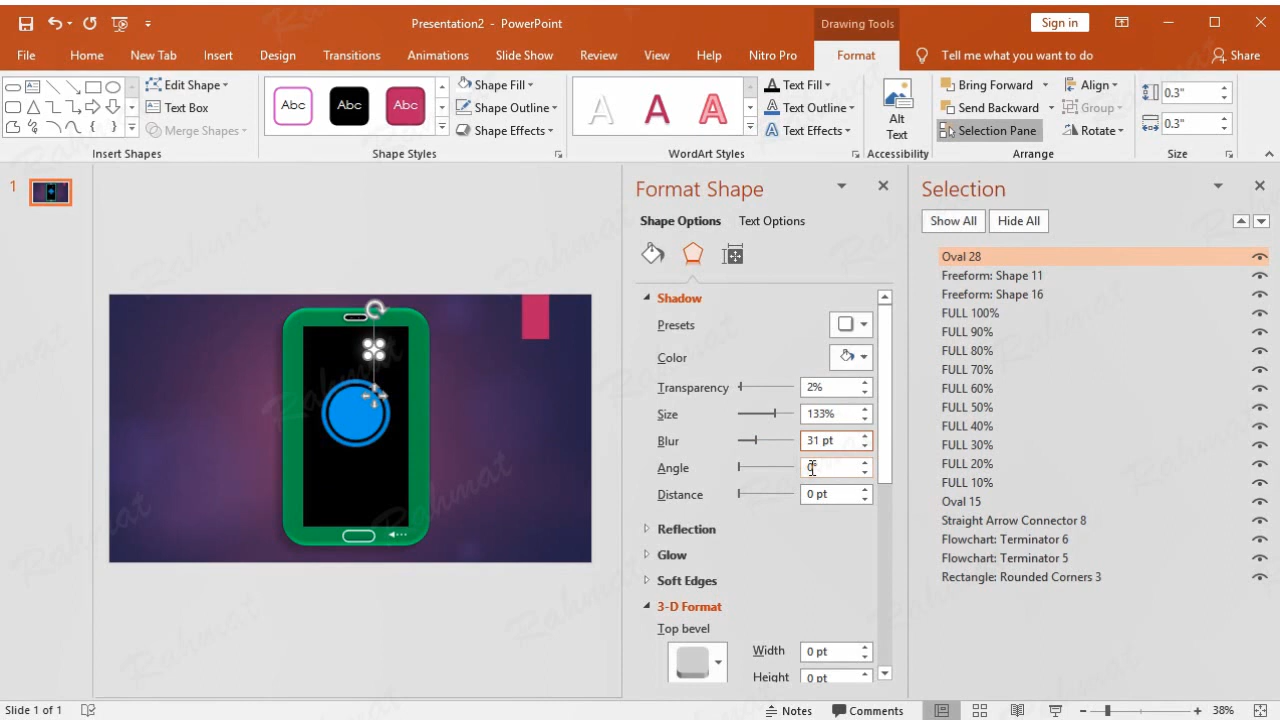 Presentation2 - PowerPoint
Drawing Tools
Sign in
File Home New Tab Insert Design Transitions Animations Slide Show Review View Help Nitro Pro Format Tell me what you want to do Share
Edit Shape
Text Box
Merge Shapes
Insert Shapes
Abc Abc Abc
Shape Fill
Shape Outline
Shape Effects
Shape Styles
A A A
Text Fill
Text Outline
Text Effects
WordArt Styles
Alt
Text
Accessibility
Bring Forward
Send Backward
Selection Pane
Align
Group
Rotate
Arrange
0.3"
0.3"
Size
1
Format Shape
Shape Options Text Options
Shadow
Presets
Color
Transparency 2%
Size 133%
Blur 31 pt
Angle
Distance 0 pt
Reflection
Glow
Soft Edges
3-D Format
Top bevel
Width 0 pt
Height 0 pt
Selection
Show All Hide All
Oval 28
Freeform: Shape 11
Freeform: Shape 16
FULL 100%
FULL 90%
FULL 80%
FULL 70%
FULL 60%
FULL 50%
FULL 40%
FULL 30%
FULL 20%
FULL 10%
Oval 15
Straight Arrow Connector 8
Flowchart: Terminator 6
Flowchart: Terminator 5
Rectangle: Rounded Corners 3
Slide 1 of 1
Notes Comments 38%
Rahmat